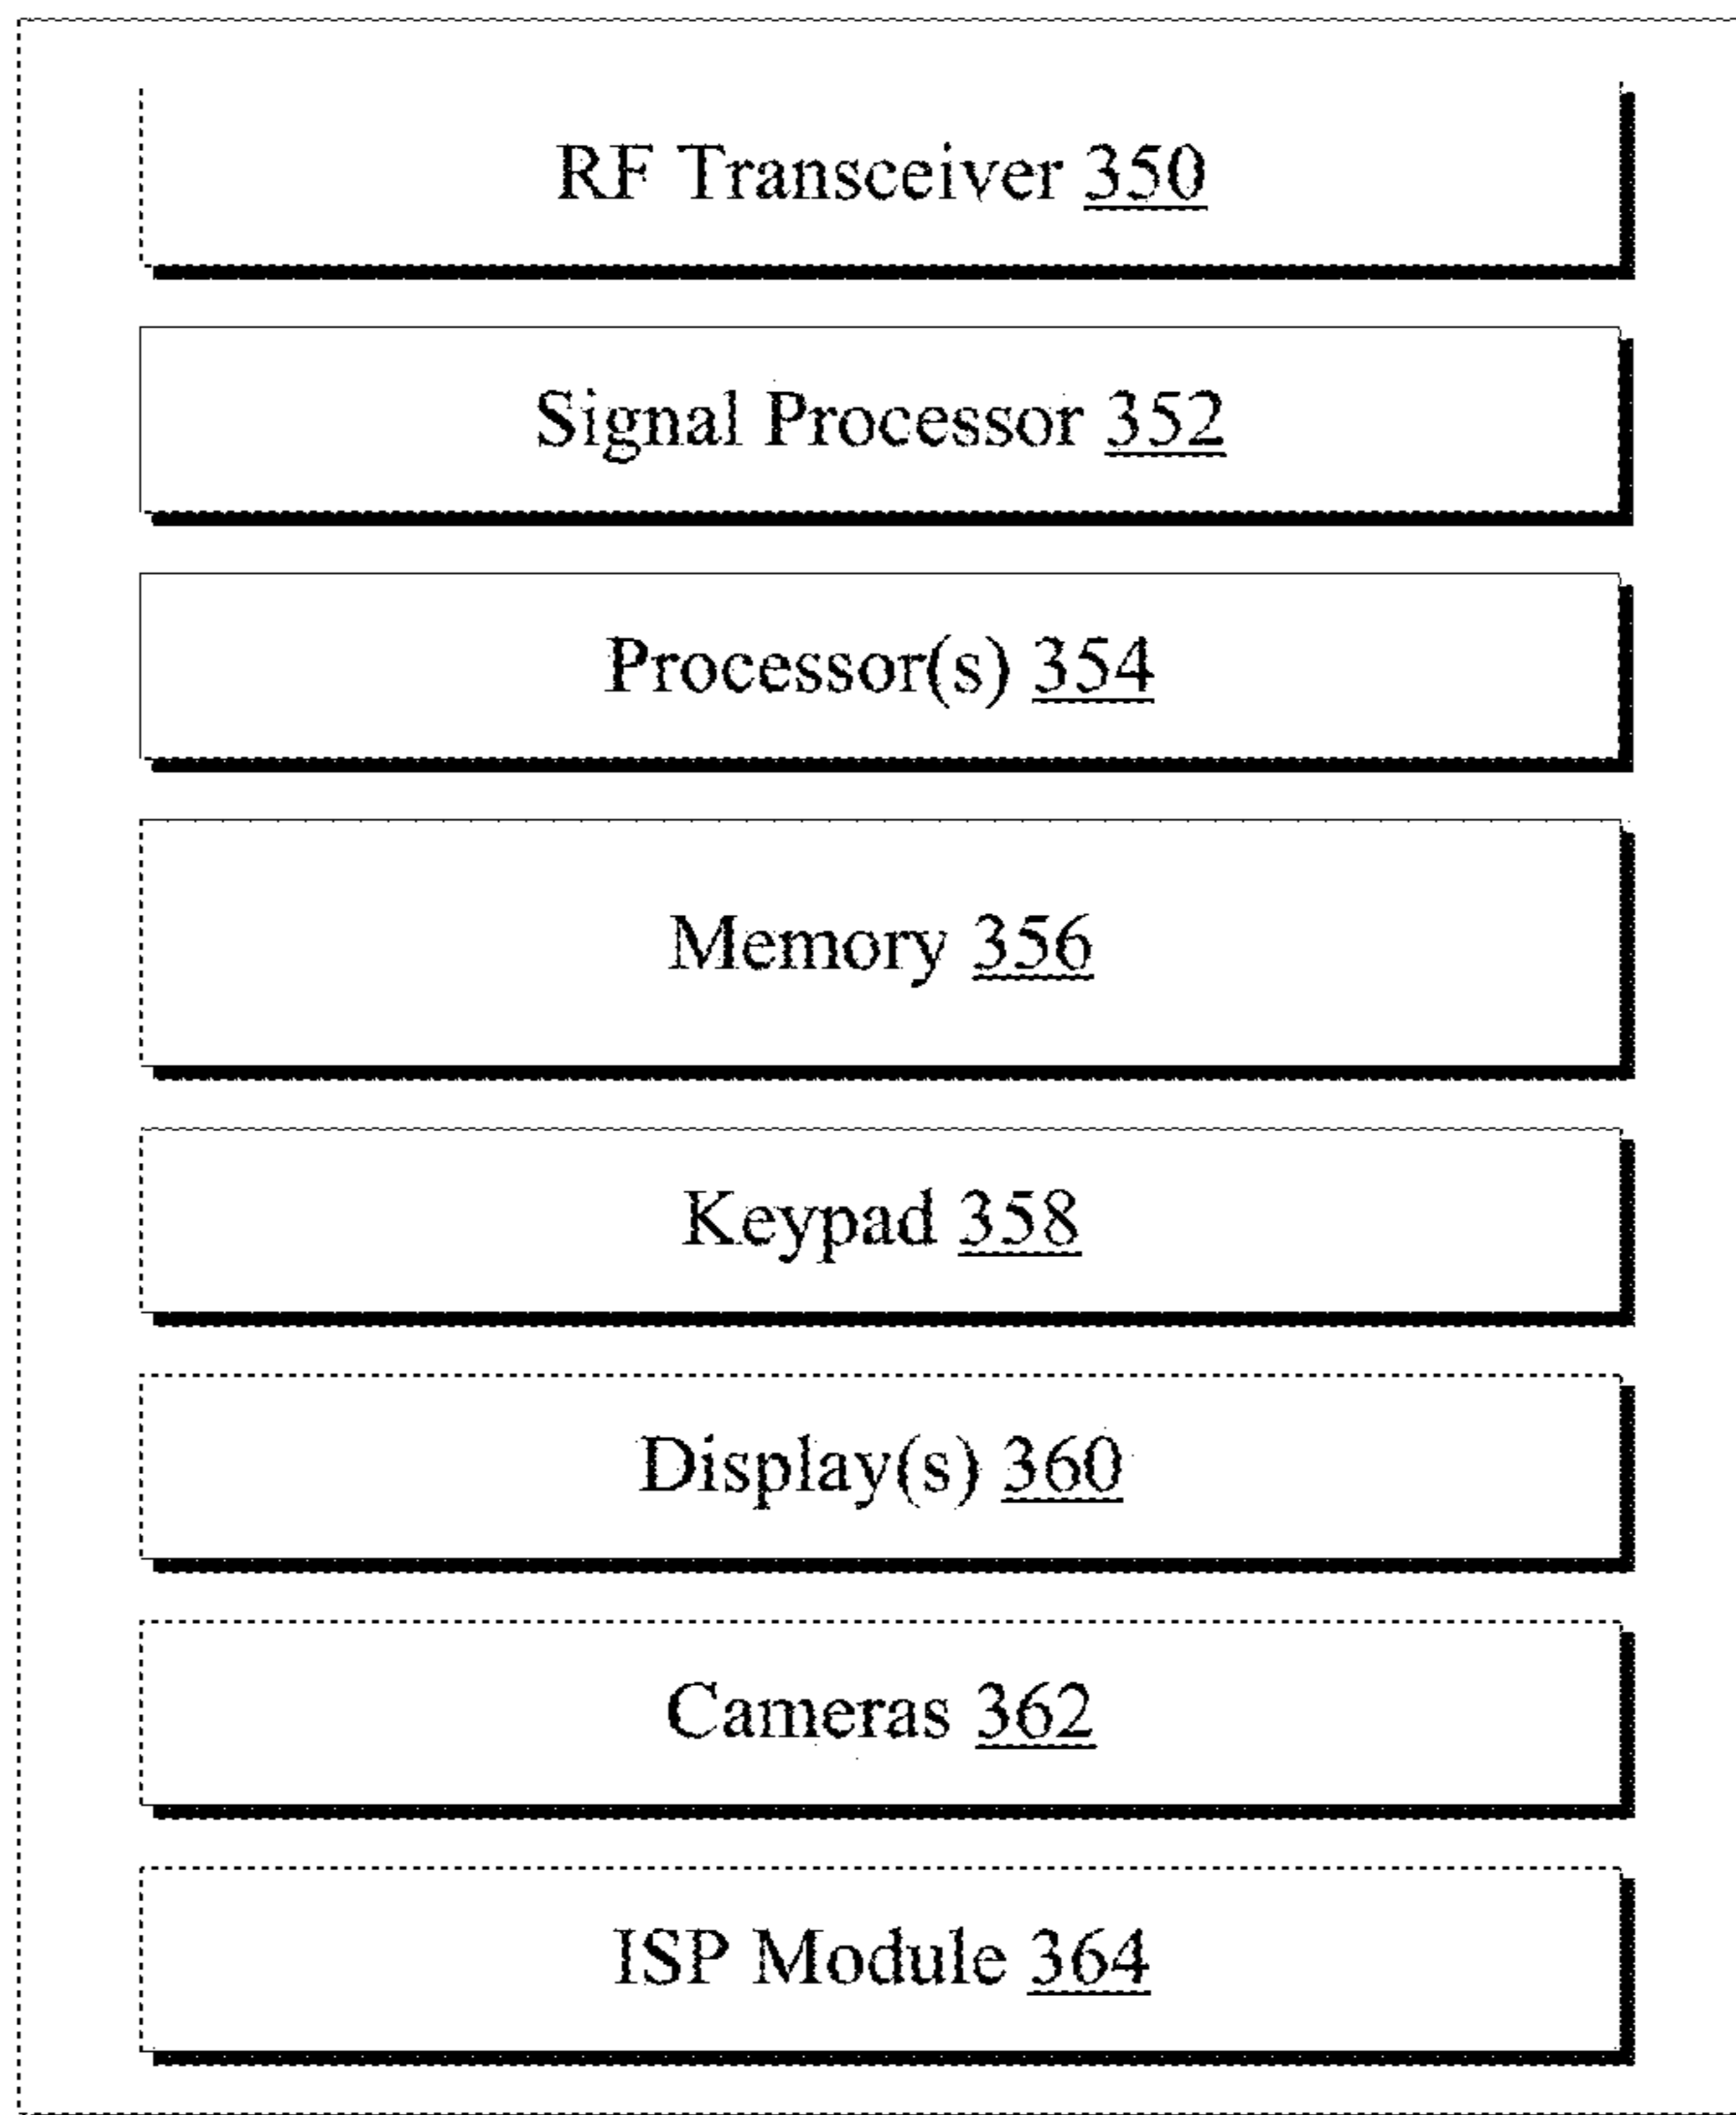 RF Transceiver 350
Signal Processor 352
Processor(s) 354
Memory 356
Keypad 358
Display(s) 360
Cameras 362
ISP Module 364